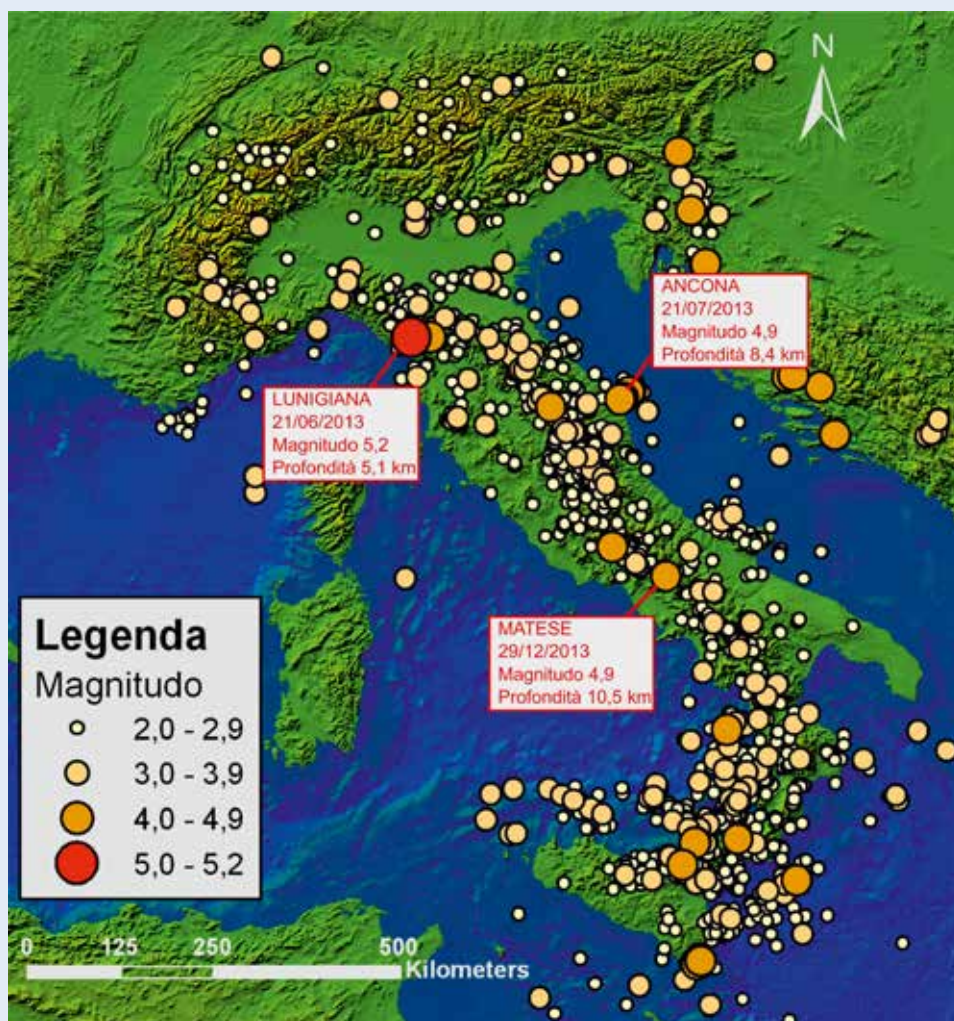 N
ANCONA
21/07/2013
Magnitudo 4,9
Profondità 8,4 km
LUNIGIANA
21/06/2013
Magnitudo 5,2
Profondità 5,1 km
MATESE
29/12/2013
Magnitudo 4,9
Profondità 10,5 km
Legenda
Magnitudo
2,0 - 2,9
3,0 - 3,9
4,0 - 4,9
5,0 - 5,2
0 125 250 500
Kilometers